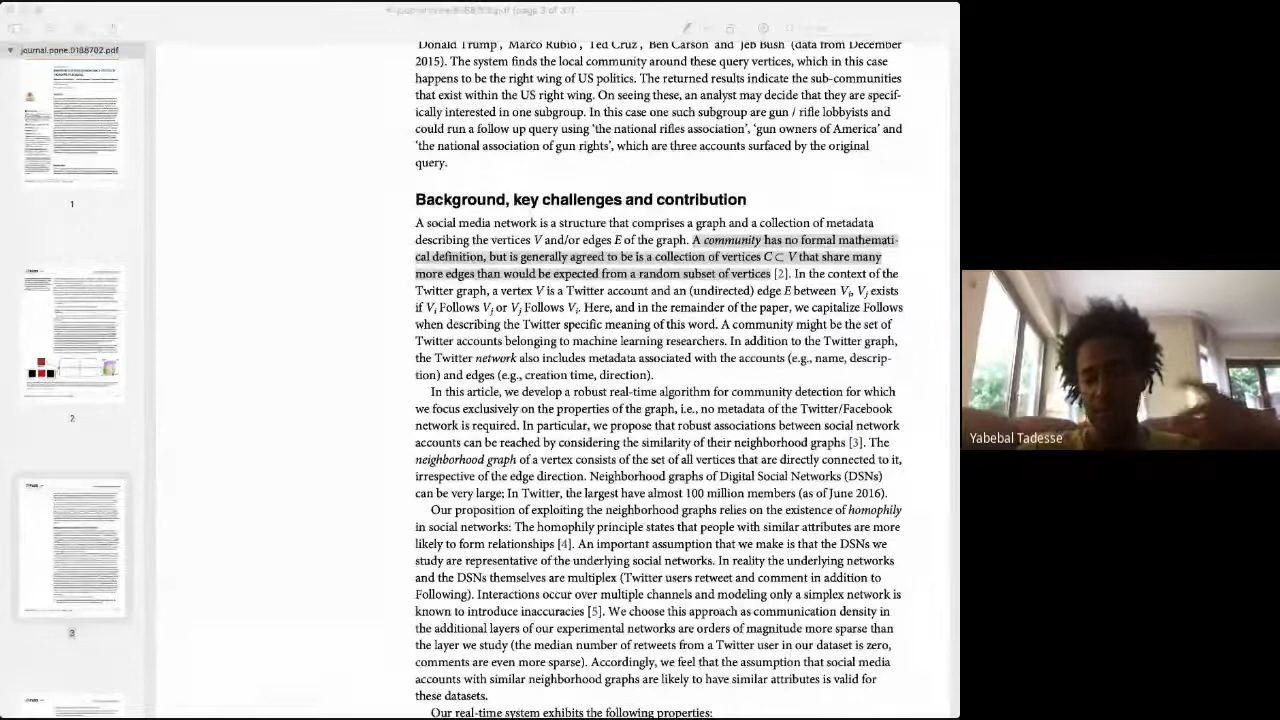 journal.pone.0188702.pdf
1
2
3
'Donald Trump', 'Marco Rubio', 'Ted Cruz', 'Ben Carson' and 'Jeb Bush' (data from December
2015). The system finds the local community around these query vertices, which in this case
happens to be the right wing of US politics. The returned results indicate the sub-communities
that exist within the US right wing. On seeing these, an analyst may decide that they are specif-
ically interested in one subgroup. In this case one such subgroup are gun / rifle lobbyists and
could run a follow up query using 'the national rifles association', 'gun owners of America' and
'the national association of gun rights', which are three accounts surfaced by the original
query.
Background, key challenges and contribution
A social media network is a structure that comprises a graph and a collection of metadata
describing the vertices V and/or edges E of the graph. A community has no formal mathemati-
cal definition, but is generally agreed to be is a collection of vertices C ⊂ V that share many
more edges than would be expected from a random subset of vertices [2]. In the context of the
Twitter graph, a vertex V is a Twitter account and an (undirected) edge E between Vi, Vj exists
if Vi Follows Vj or Vj Follows Vi. Here, and in the remainder of the paper, we capitalize Follows
when describing the Twitter specific meaning of this word. A community might be the set of
Twitter accounts belonging to machine learning researchers. In addition to the Twitter graph,
the Twitter network also includes metadata associated with the accounts (e.g., name, descrip-
tion) and edges (e.g., creation time, direction).
In this article, we develop a robust real-time algorithm for community detection for which
we focus exclusively on the properties of the graph, i.e., no metadata of the Twitter/Facebook
network is required. In particular, we propose that robust associations between social network
accounts can be reached by considering the similarity of their neighborhood graphs [3]. The
neighborhood graph of a vertex consists of the set of all vertices that are directly connected to it,
irrespective of the edge direction. Neighborhood graphs of Digital Social Networks (DSNs)
can be very large; In Twitter, the largest have almost 100 million members (as of June 2016).
Our proposition of exploiting the neighborhood graphs relies on the existence of homophily
in social networks: The homophily principle states that people with similar attributes are more
likely to form relationships [4]. An important assumption that we make is that the DSNs we
study are representative of the underlying social networks. In reality the underlying networks
and the DSNs themselves are multiplex (Twitter users retweet and comment in addition to
Following). Interactions occur over multiple channels and modeling only a simplex network is
known to introduce inaccuracies [5]. We choose this approach as communication density in
the additional layers of our experimental networks are orders of magnitude more sparse than
the layer we study (the median number of retweets from a Twitter user in our dataset is zero,
comments are even more sparse). Accordingly, we feel that the assumption that social media
accounts with similar neighborhood graphs are likely to have similar attributes is valid for
these datasets.
Our real-time system exhibits the following properties:
Yabebal Tadesse